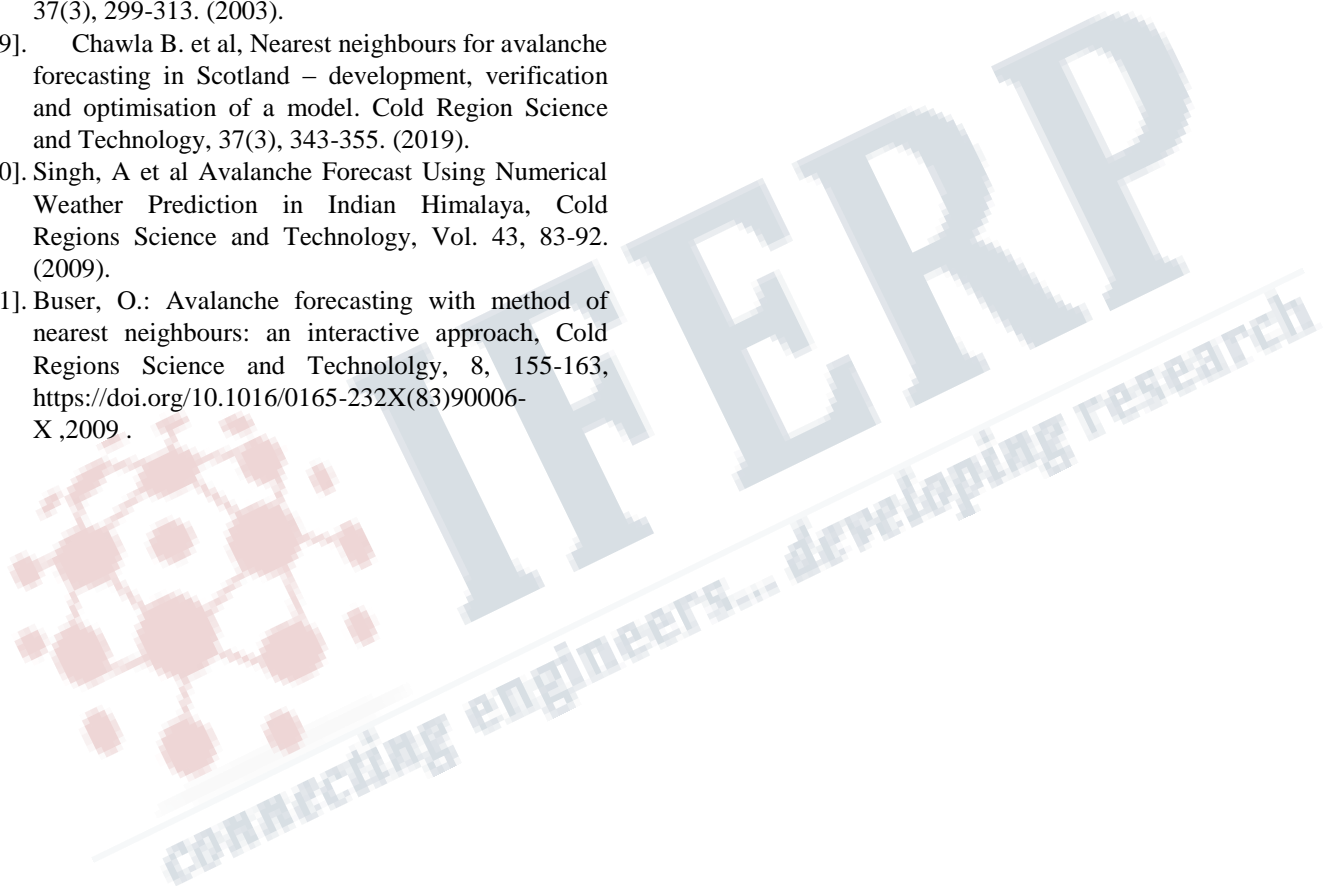 37(3), 299-313. (2003).
9]. Chawla B. et al, Nearest neighbours for avalanche
forecasting in Scotland – development, verification
and optimisation of a model. Cold Region Science
and Technology, 37(3), 343-355. (2019).
0]. Singh, A et al Avalanche Forecast Using Numerical
Weather Prediction in Indian Himalaya, Cold
Regions Science and Technology, Vol. 43, 83-92.
(2009).
1]. Buser, O.: Avalanche forecasting with method of
nearest neighbours: an interactive approach, Cold
Regions Science and Technololgy, 8, 155-163,
https://doi.org/10.1016/0165-232X(83)90006-
X ,2009 .
IFERP
connecting engineers... developing research